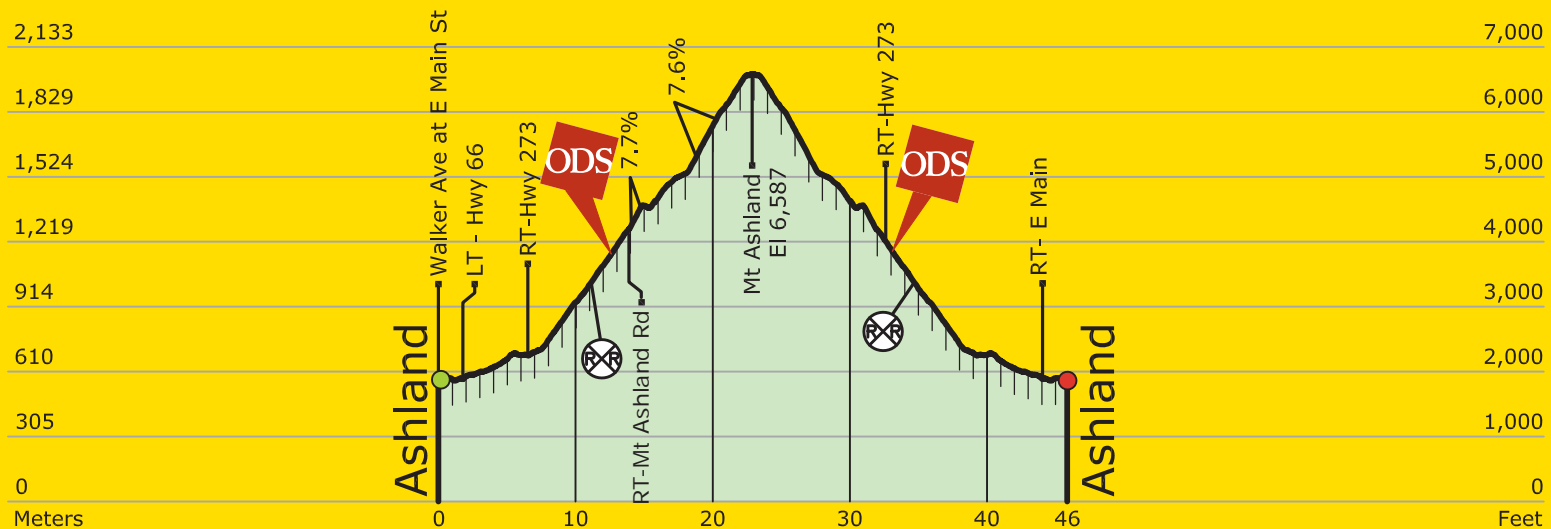 2,133
1,829
1,524
1,219
914
610
305
0
Meters
7,000
6,000
5,000
4,000
3,000
2,000
1,000
0
Feet
Ashland
Walker Ave at E Main St
LT - Hwy 66
RT-Hwy 273
ODS
7.7%
7.6%
R R
RT-Mt Ashland Rd
Mt Ashland
El 6,587
RT-Hwy 273
ODS
R R
RT- E Main
Ashland
0
10
20
30
40
46